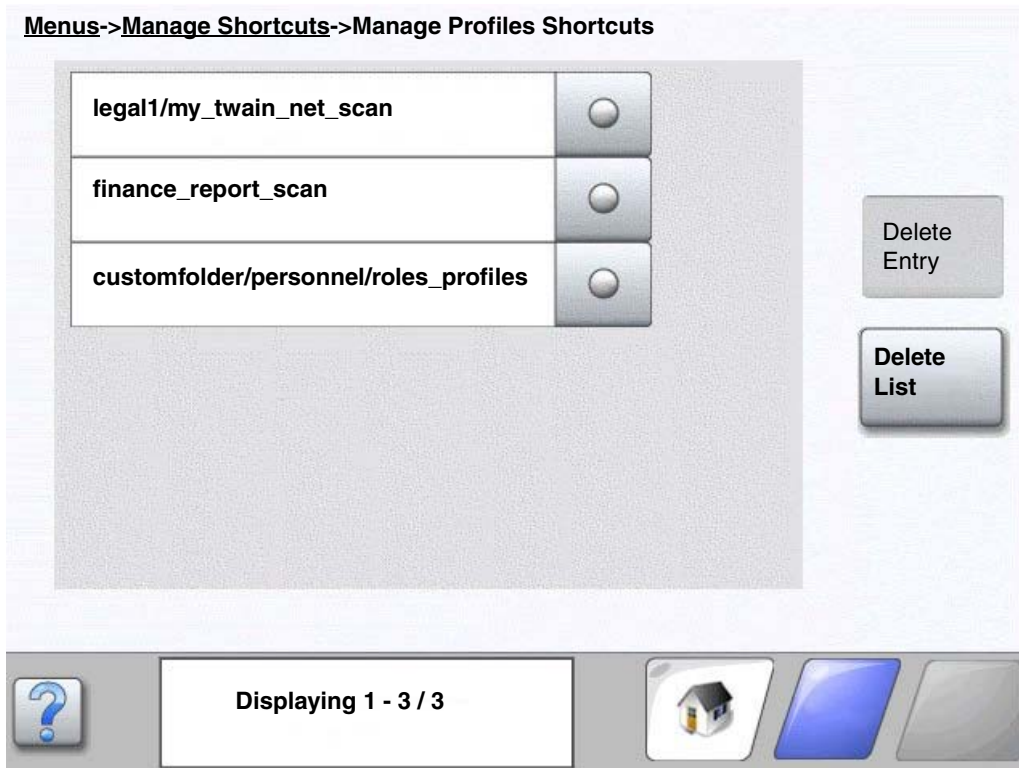 Menus->Manage Shortcuts->Manage Profiles Shortcuts
legal1/my_twain_net_scan
finance_report_scan
customfolder/personnel/roles_profiles
Delete
Entry
Delete
List
?
Displaying 1 - 3 / 3